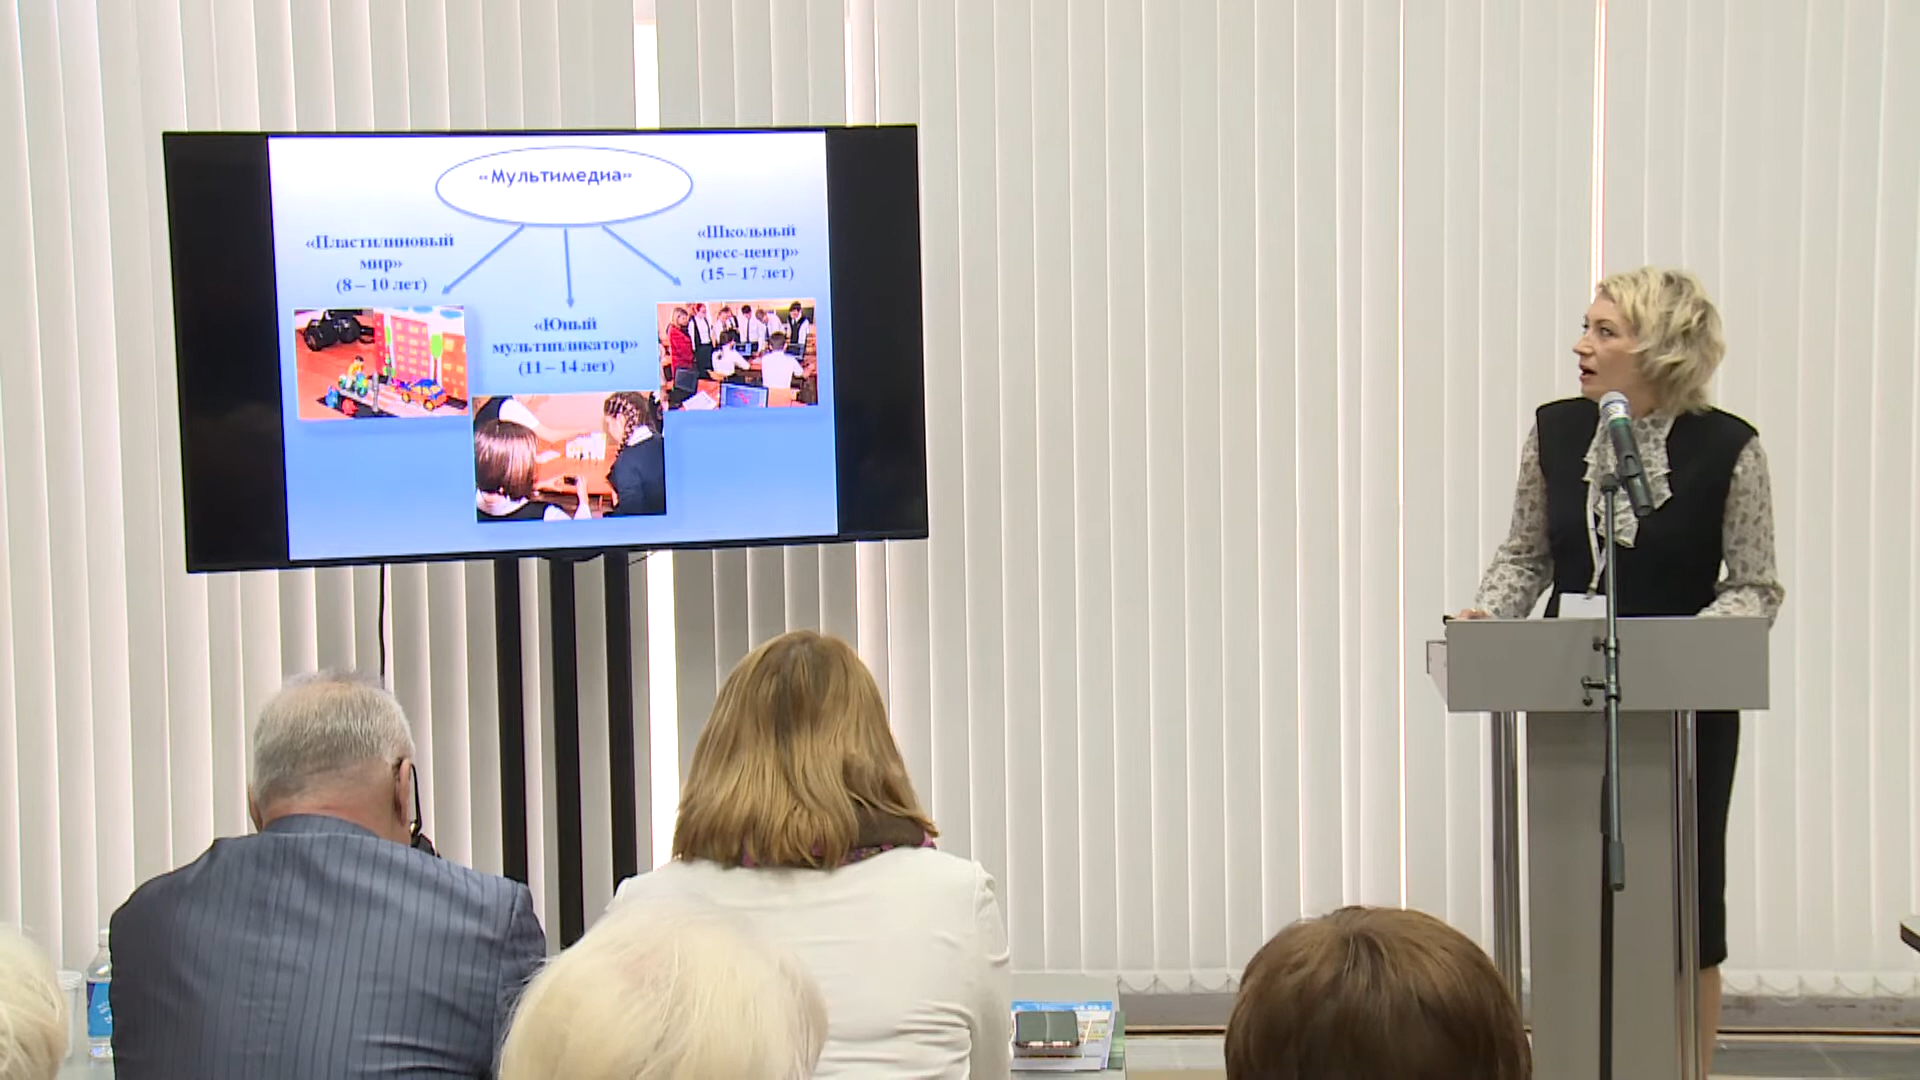 «Мультимедиа»
«Пластилиновый
мир»
(8 – 10 лет)
«Юный
мультипликатор»
(11 – 14 лет)
«Школьный
пресс-центр»
(15 – 17 лет)